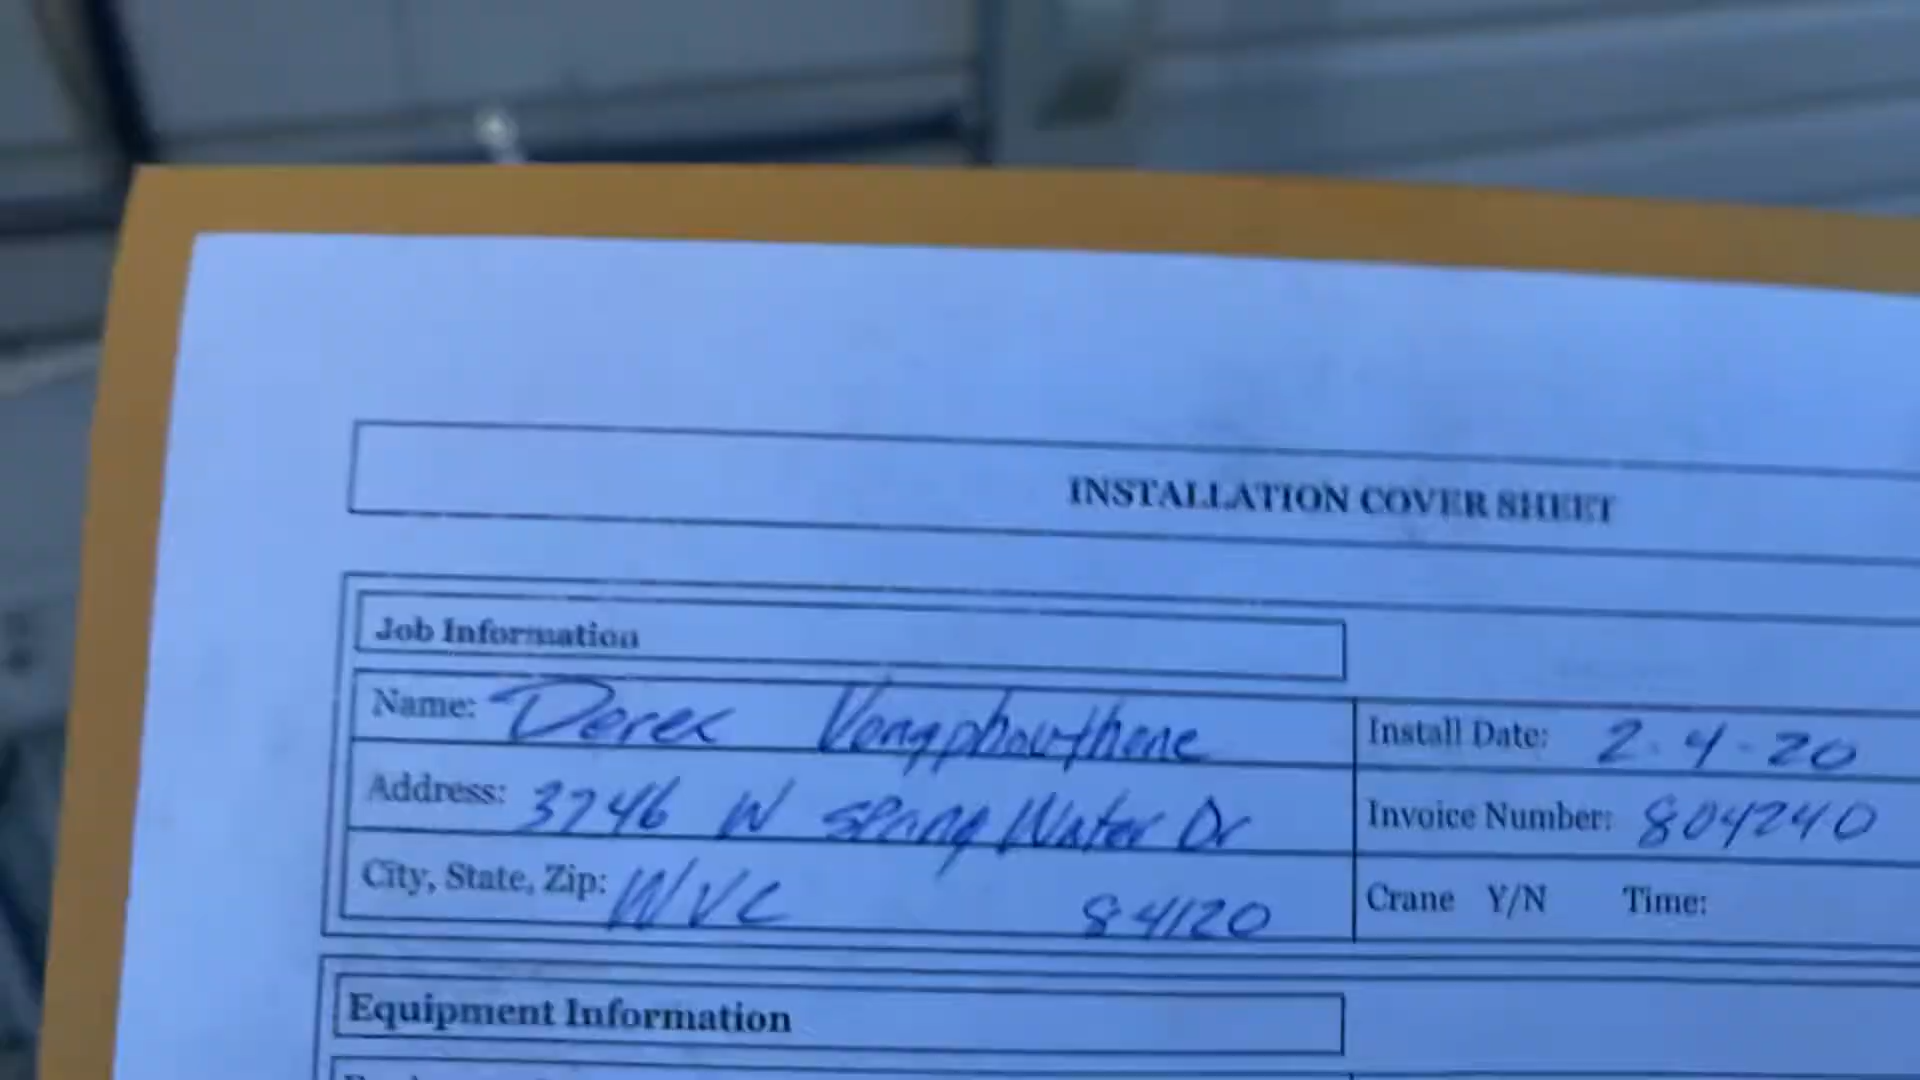 INSTALLATION COVER SHEET
Job Information
Name: Derek Vongphouthone
Install Date: 2-4-20
Address: 3746 W Spring Water Dr
Invoice Number: 804240
City, State, Zip: WVC 84120
Crane Y/N Time:
Equipment Information